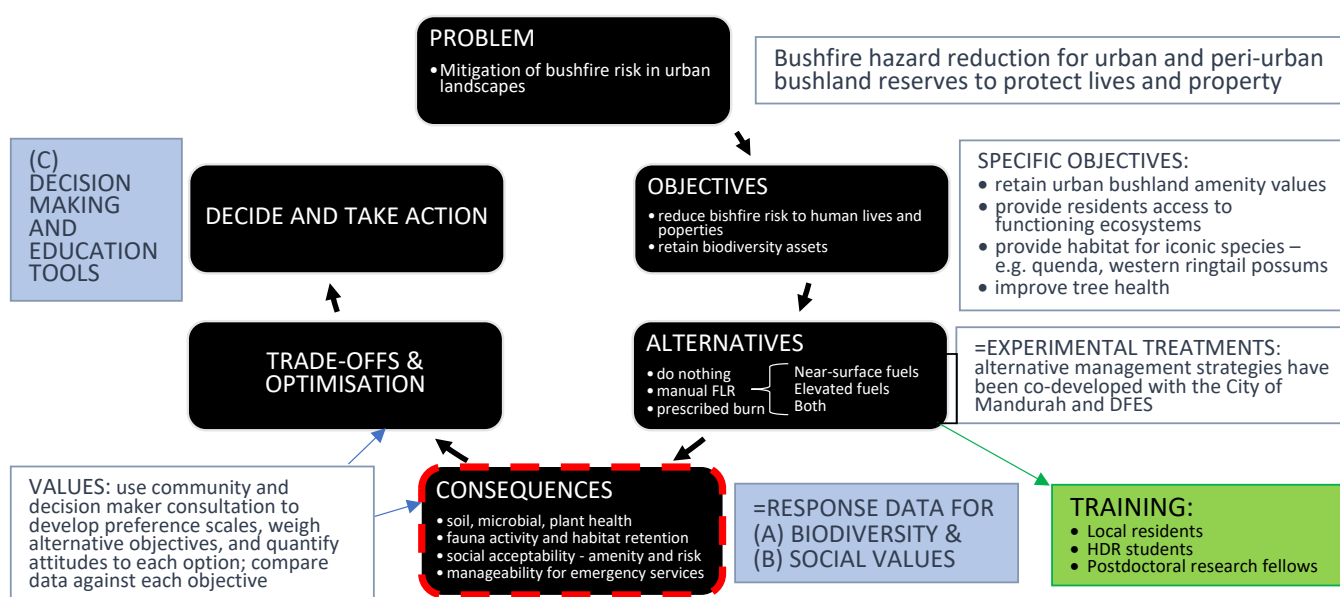 PROBLEM
•Mitigation of bushfire risk in urban
landscapes
Bushfire hazard reduction for urban and peri-urban
bushland reserves to protect lives and property
(C)
DECISION
MAKING
AND
EDUCATION
TOOLS
DECIDE AND TAKE ACTION
OBJECTIVES
•reduce bishfire risk to human lives and
poperties
•retain biodiversity assets
SPECIFIC OBJECTIVES:
• retain urban bushland amenity values
• provide residents access to
functioning ecosystems
• provide habitat for iconic species –
e.g. quenda, western ringtail possums
• improve tree health
TRADE-OFFS &
OPTIMISATION
ALTERNATIVES
•do nothing
•manual FLR
•prescribed burn
Near-surface fuels
Elevated fuels
Both
=EXPERIMENTAL TREATMENTS:
alternative management strategies have
been co-developed with the City of
Mandurah and DFES
VALUES: use community and
decision maker consultation to
develop preference scales, weigh
alternative objectives, and quantify
attitudes to each option; compare
data against each objective
CONSEQUENCES
•soil, microbial, plant health
•fauna activity and habitat retention
•social acceptability - amenity and risk
•manageability for emergency services
=RESPONSE DATA FOR
(A) BIODIVERSITY &
(B) SOCIAL VALUES
TRAINING:
• Local residents
• HDR students
• Postdoctoral research fellows